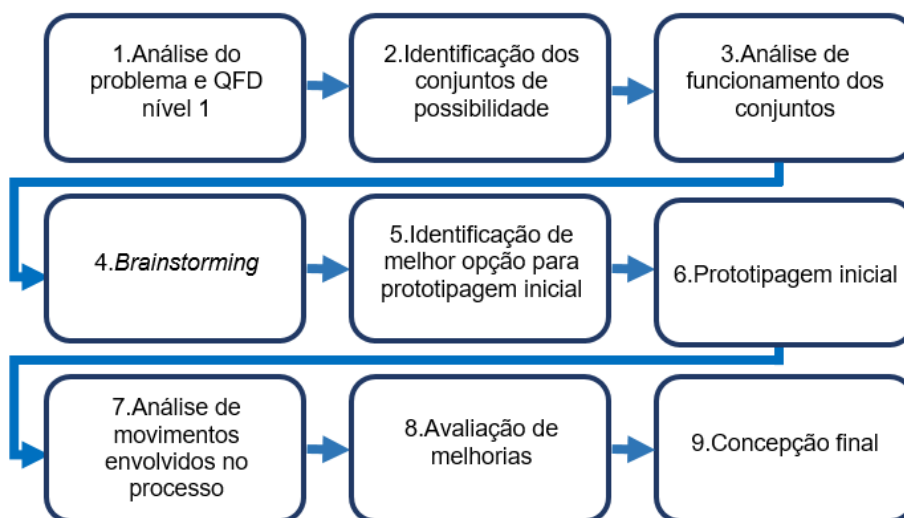 1.Análise do
problema e QFD
nível 1
2.Identificação dos
conjuntos de
possibilidade
3.Análise de
funcionamento dos
conjuntos
4.Brainstorming
5.Identificação de
melhor opção para
prototipagem inicial
6.Prototipagem inicial
7.Análise de
movimentos
envolvidos no
processo
8.Avaliação de
melhorias
9.Concepção final